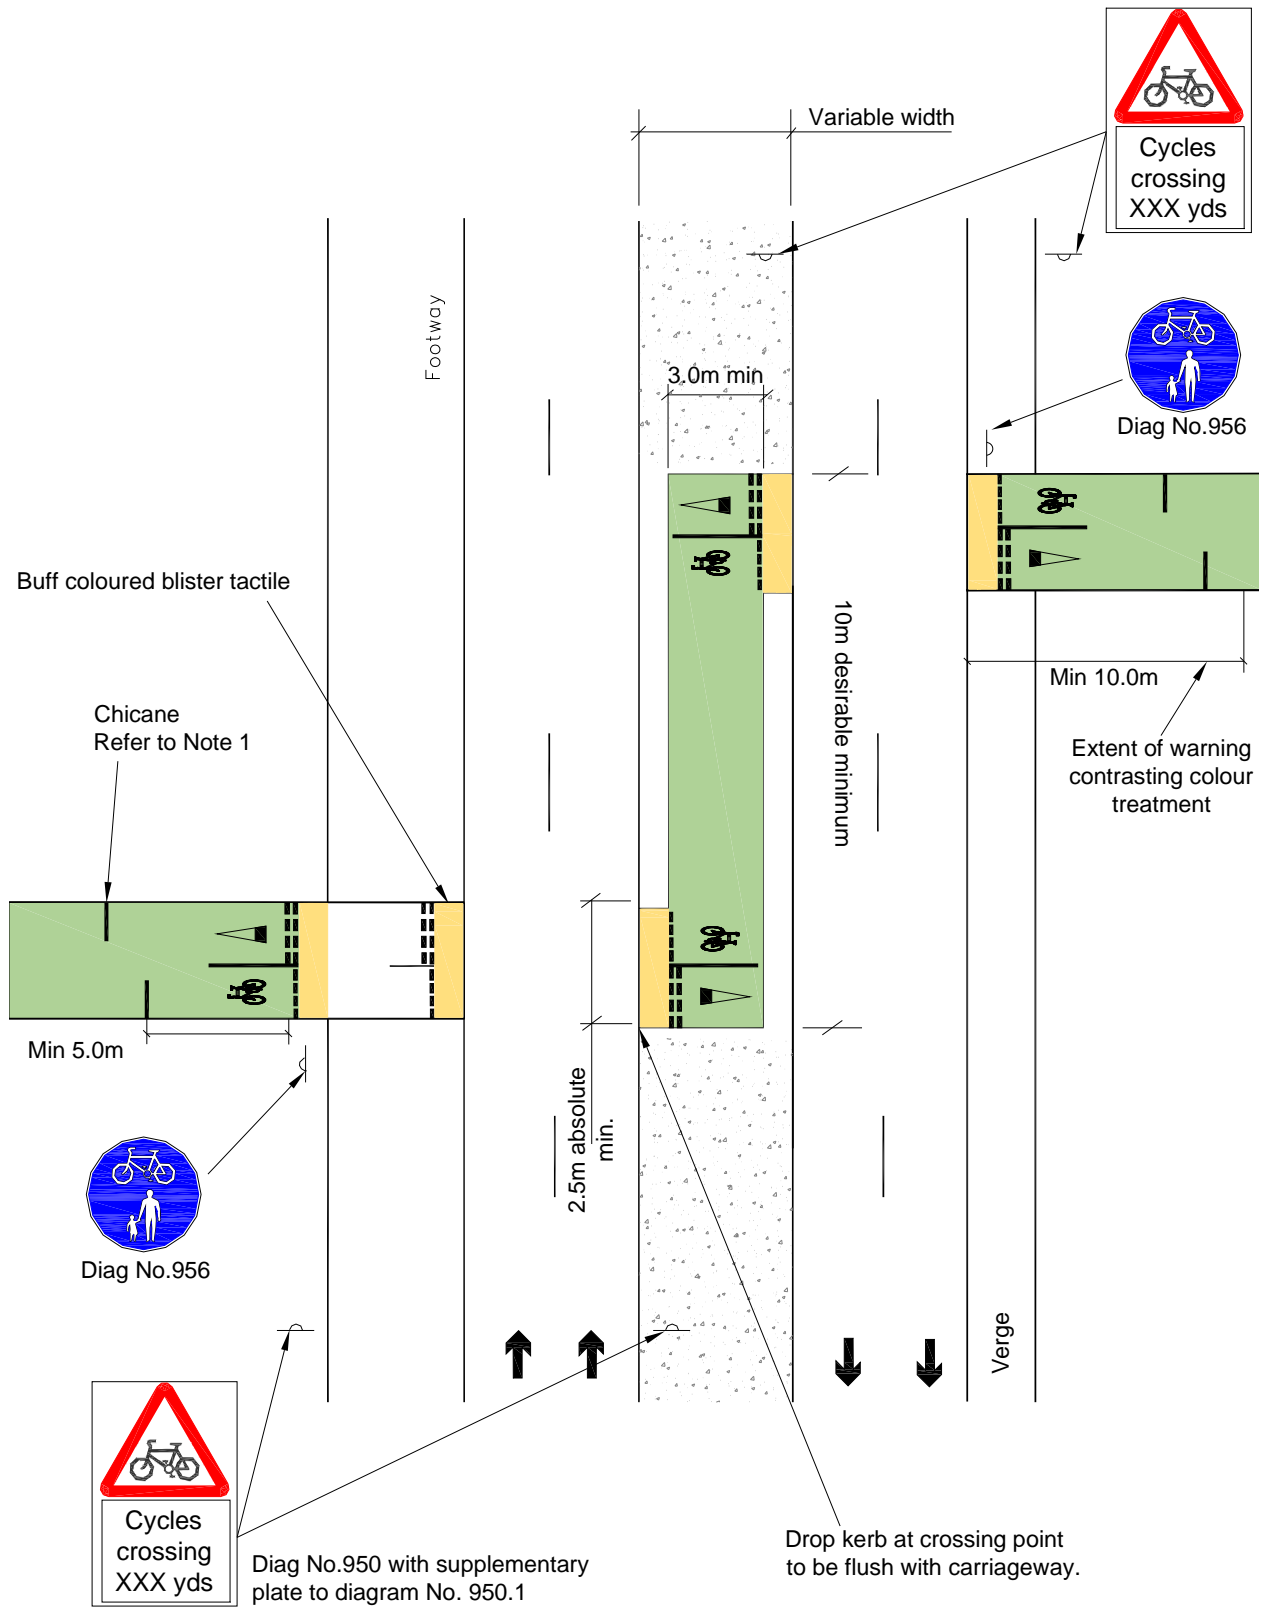 Variable width
Cycles
crossing
XXX yds
Footway
3.0m min
Diag No.956
Buff coloured blister tactile
10m desirable minimum
Min 10.0m
Chicane
Refer to Note 1
Extent of warning
contrasting colour
treatment
Min 5.0m
2.5m absolute
min.
Diag No.956
Verge
Cycles
crossing
XXX yds
Diag No.950 with supplementary
plate to diagram No. 950.1
Drop kerb at crossing point
to be flush with carriageway.